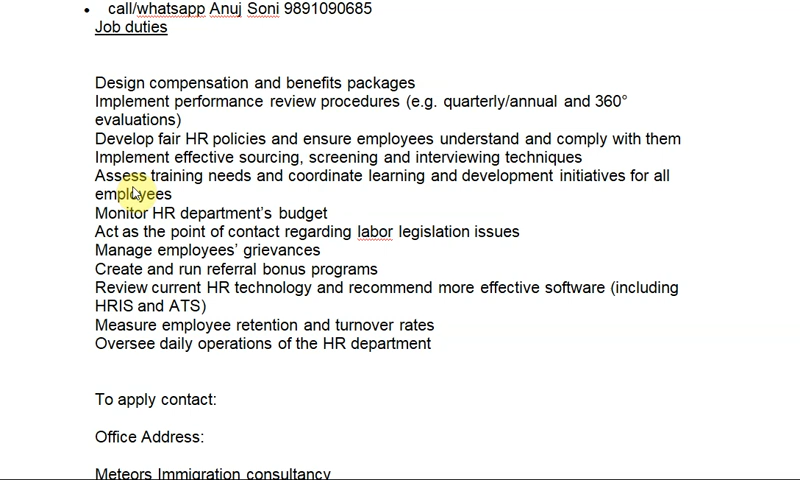 • call/whatsapp Anuj Soni 9891090685
Job duties
Design compensation and benefits packages
Implement performance review procedures (e.g. quarterly/annual and 360°
evaluations)
Develop fair HR policies and ensure employees understand and comply with them
Implement effective sourcing, screening and interviewing techniques
Assess training needs and coordinate learning and development initiatives for all
employees
Monitor HR department’s budget
Act as the point of contact regarding labor legislation issues
Manage employees’ grievances
Create and run referral bonus programs
Review current HR technology and recommend more effective software (including
HRIS and ATS)
Measure employee retention and turnover rates
Oversee daily operations of the HR department
To apply contact:
Office Address:
Meteors Immigration consultancy